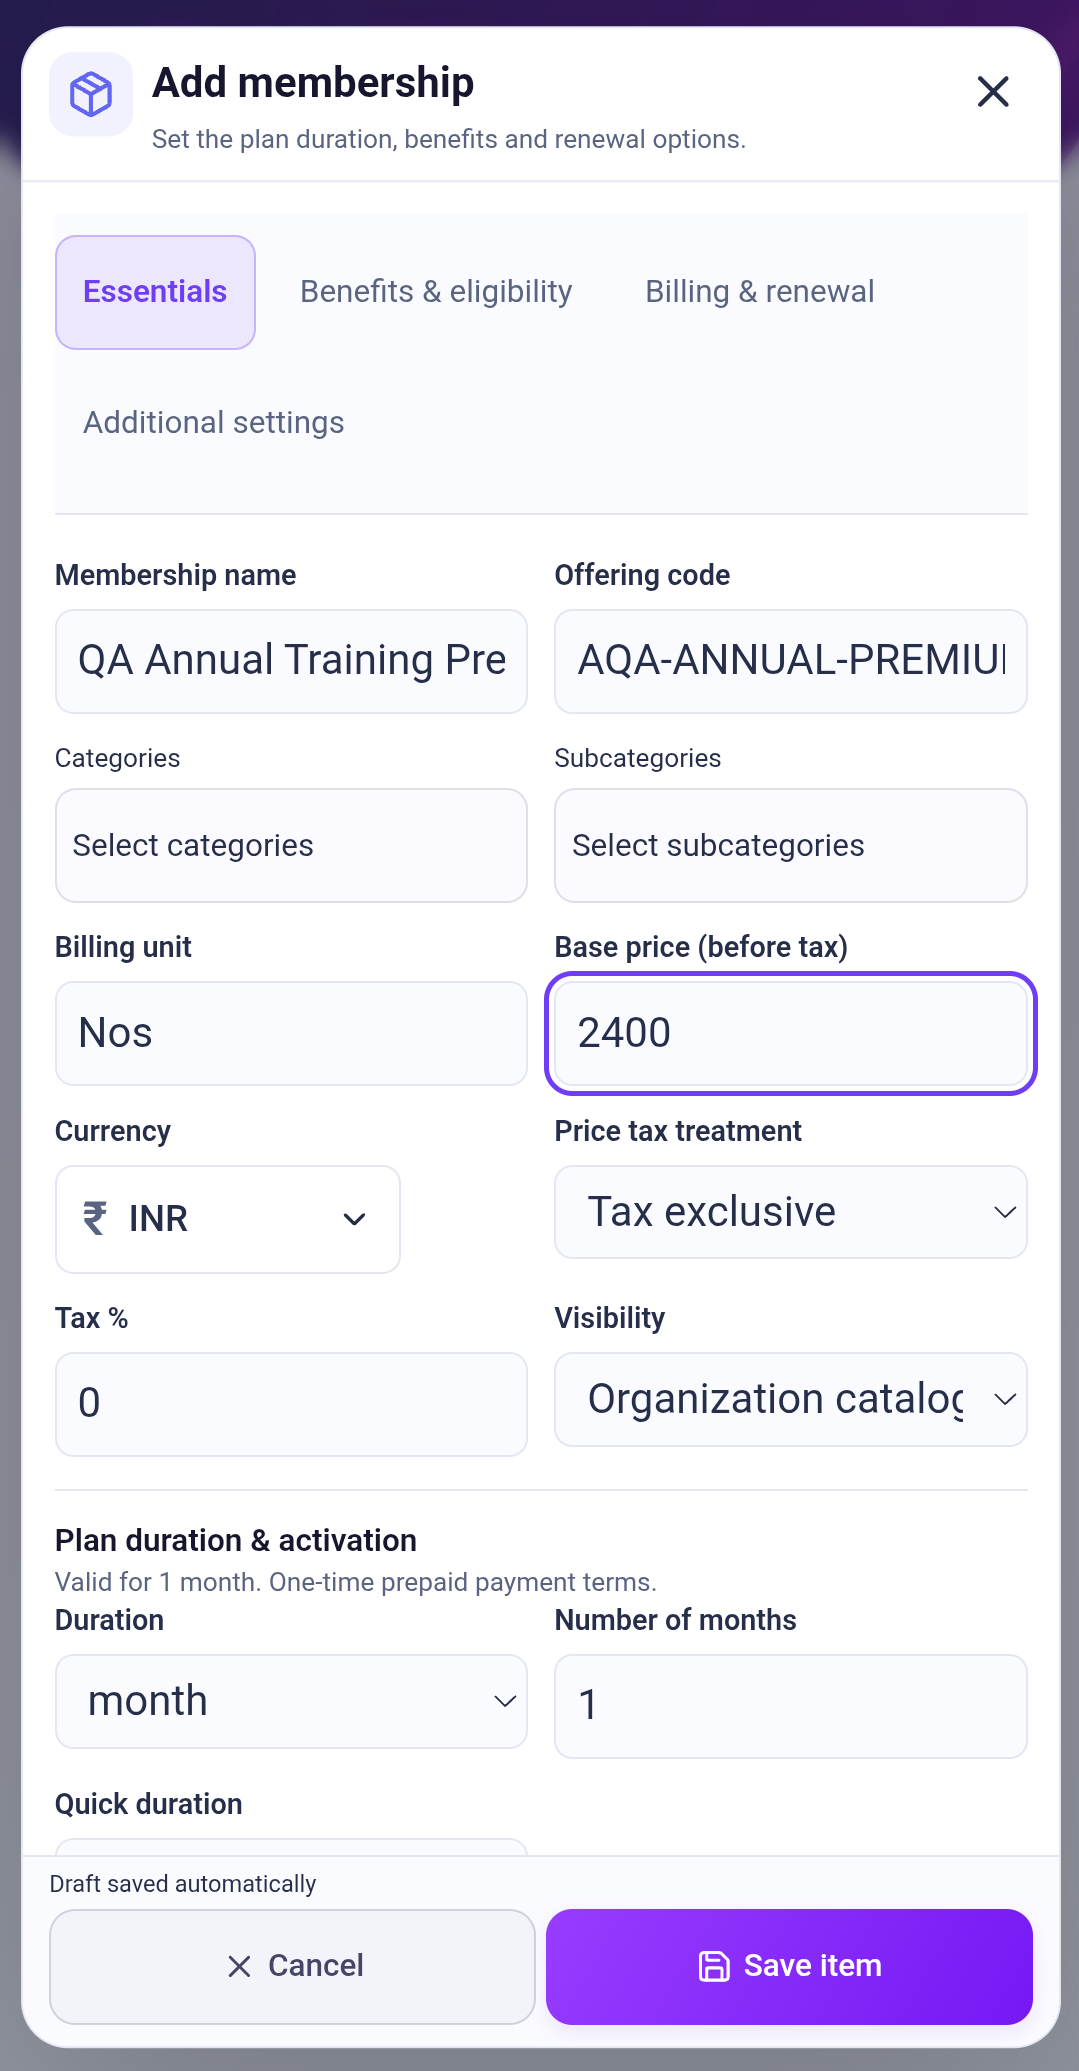 Add membership
Set the plan duration, benefits and renewal options.
Essentials
Benefits & eligibility
Billing & renewal
Additional settings
Membership name
Offering code
QA Annual Training Pre
AQA-ANNUAL-PREMIU
Categories
Subcategories
Select categories
Select subcategories
Billing unit
Base price (before tax)
Nos
2400
Currency
Price tax treatment
₹ INR
Tax exclusive
Tax %
Visibility
0
Organization catalog
Plan duration & activation
Valid for 1 month. One-time prepaid payment terms.
Duration
Number of months
month
1
Quick duration
Draft saved automatically
Cancel
Save item